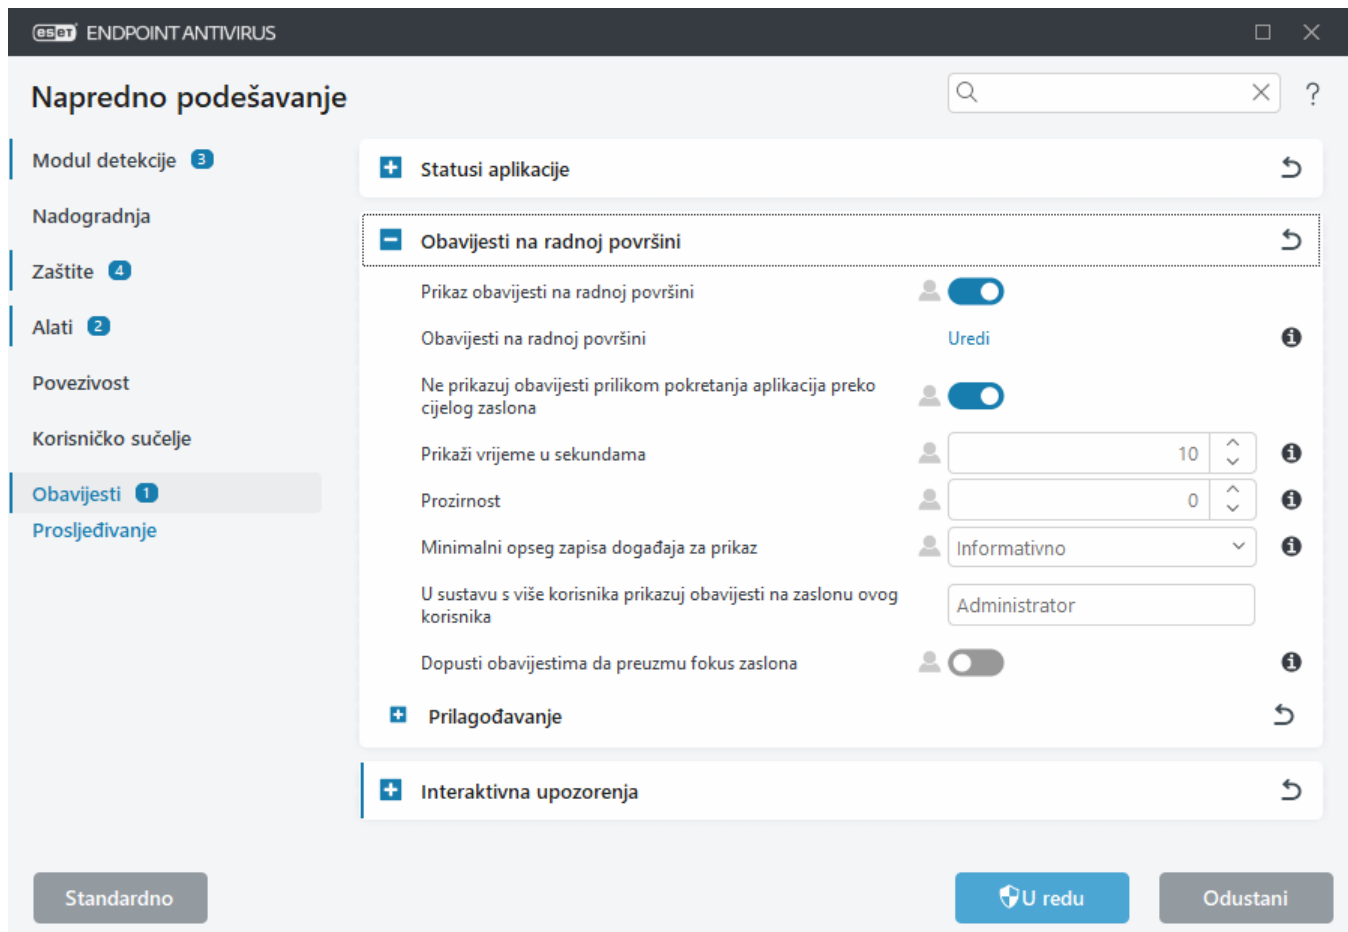 eset ENDPOINT ANTIVIRUS
Napredno podešavanje
?
Modul detekcije 3
Nadogradnja
Zaštite 4
Alati 2
Povezivost
Korisničko sučelje
Obavijesti 1
Prosljeđivanje
Statusi aplikacije
Obavijesti na radnoj površini
Prikaz obavijesti na radnoj površini
Obavijesti na radnoj površini Uredi
Ne prikazuj obavijesti prilikom pokretanja aplikacija preko
cijelog zaslona
Prikaži vrijeme u sekundama 10
Prozirnost 0
Minimalni opseg zapisa događaja za prikaz Informativno
U sustavu s više korisnika prikazuj obavijesti na zaslonu ovog
korisnika
Administrator
Dopusti obavijestima da preuzmu fokus zaslona
Prilagođavanje
Interaktivna upozorenja
Standardno
U redu
Odustani